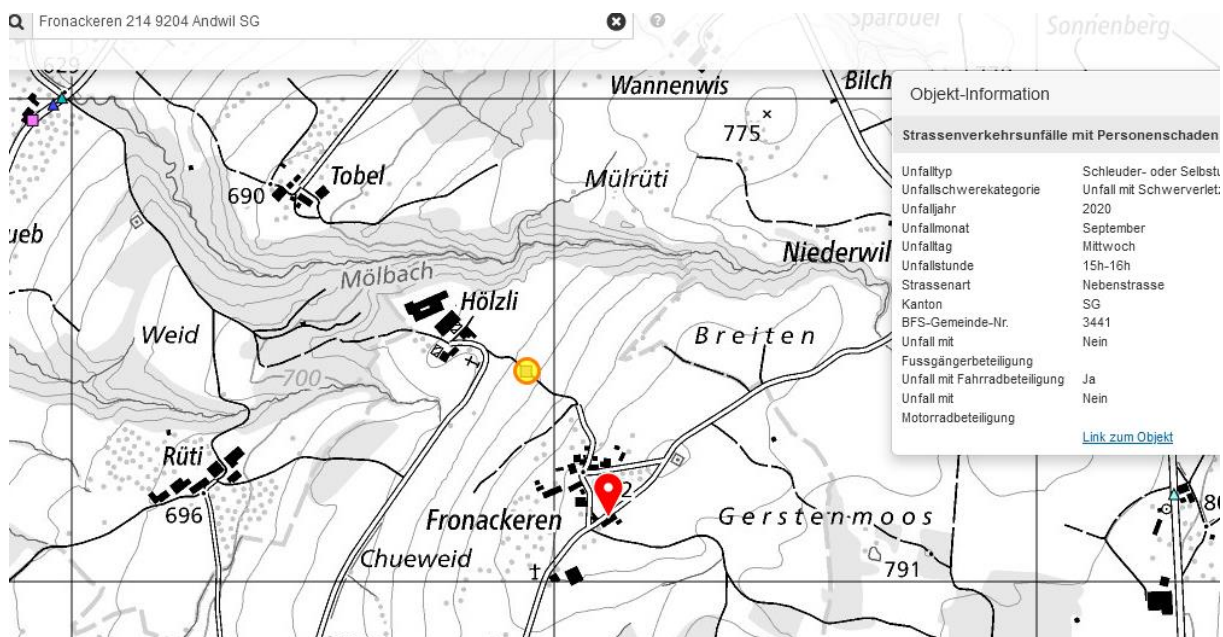 Fronackeren 214 9204 Andwil SG
Sparbüel
Sonnenberg
629
Wannenwis
Bilch
775
Tobel
690
Mülrüti
ueb
Niederwil
Mölbach
Hölzli
Weid
Breiten
700
Rüti
696
Fronackeren
2
Gerstenmoos
Chueweid
791
80
Objekt-Information
Strassenverkehrsunfälle mit Personenschaden
Unfalltyp Schleuder- oder Selbstu
Unfallschwerekategorie Unfall mit Schwerverletz
Unfalljahr 2020
Unfallmonat September
Unfalltag Mittwoch
Unfallstunde 15h-16h
Strassenart Nebenstrasse
Kanton SG
BFS-Gemeinde-Nr. 3441
Unfall mit Nein
Fussgängerbeteiligung
Unfall mit Fahrradbeteiligung Ja
Unfall mit Nein
Motorradbeteiligung
Link zum Objekt